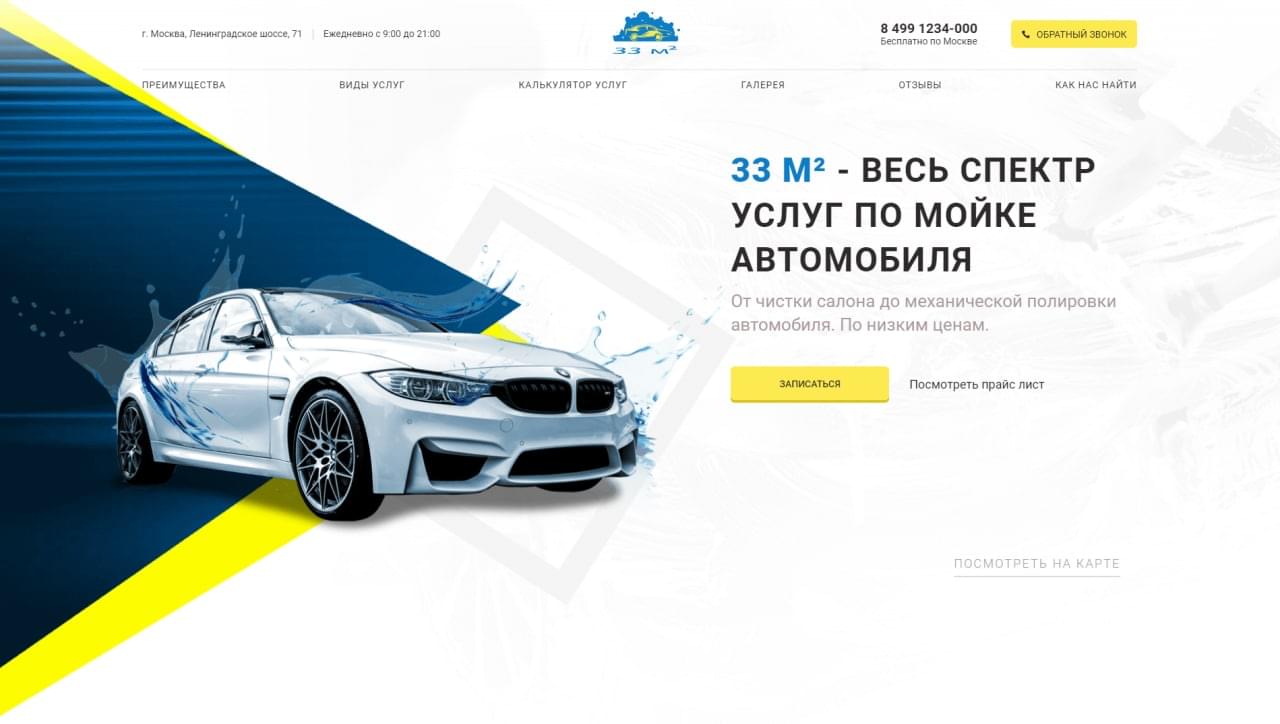 г. Москва, Ленинградское шоссе, 71
Ежедневно с 9:00 до 21:00
33 м²
8 499 1234-000
Бесплатно по Москве
ОБРАТНЫЙ ЗВОНОК
ПРЕИМУЩЕСТВА
ВИДЫ УСЛУГ
КАЛЬКУЛЯТОР УСЛУГ
ГАЛЕРЕЯ
ОТЗЫВЫ
КАК НАС НАЙТИ
33 М² - ВЕСЬ СПЕКТР
УСЛУГ ПО МОЙКЕ
АВТОМОБИЛЯ
От чистки салона до механической полировки
автомобиля. По низким ценам.
ЗАПИСАТЬСЯ
Посмотреть прайс лист
ПОСМОТРЕТЬ НА КАРТЕ